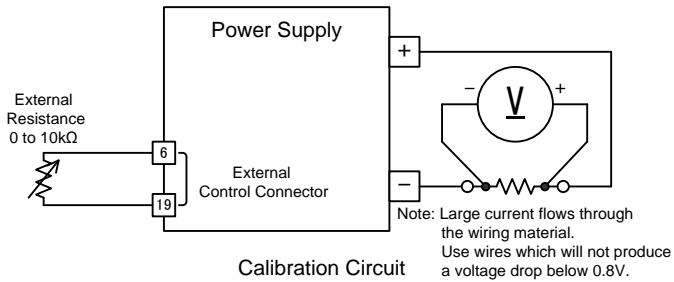 Power Supply
+
External
Resistance
0 to 10kΩ
– V +
6
External
Control Connector
19
–
Note: Large current flows through
the wiring material.
Use wires which will not produce
a voltage drop below 0.8V.
Calibration Circuit